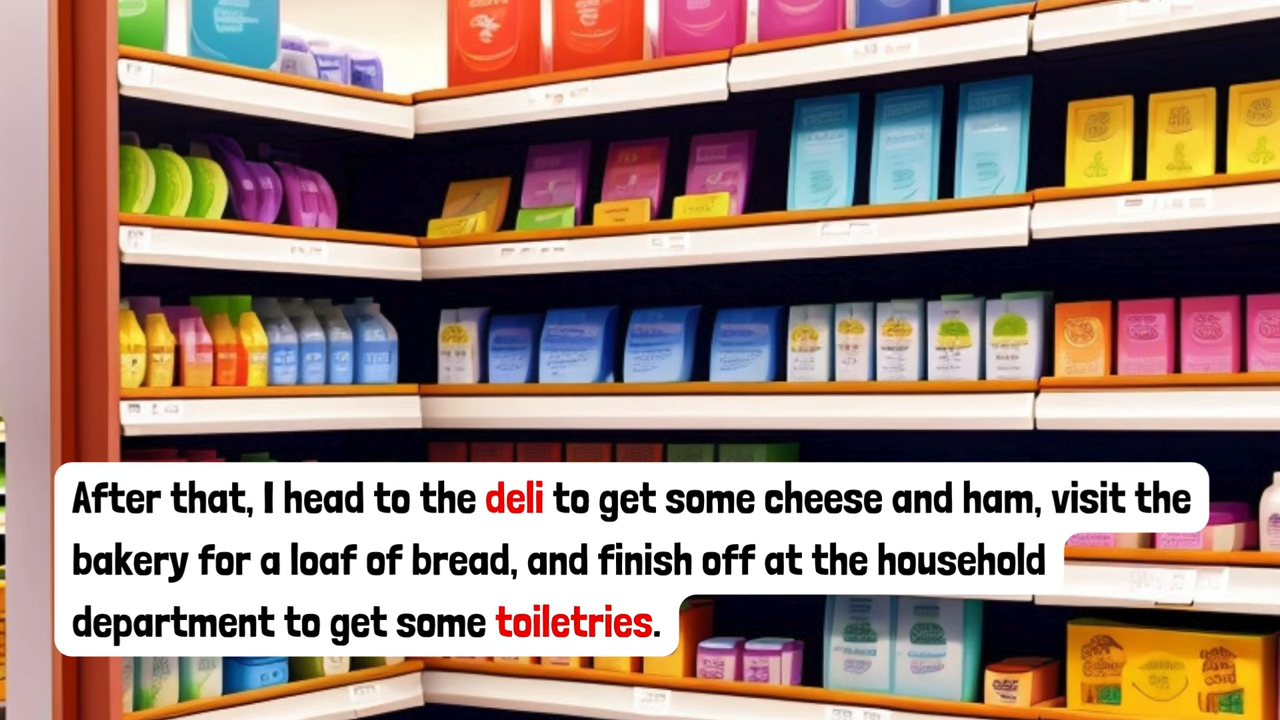 After that, I head to the deli to get some cheese and ham, visit the
bakery for a loaf of bread, and finish off at the household
department to get some toiletries.